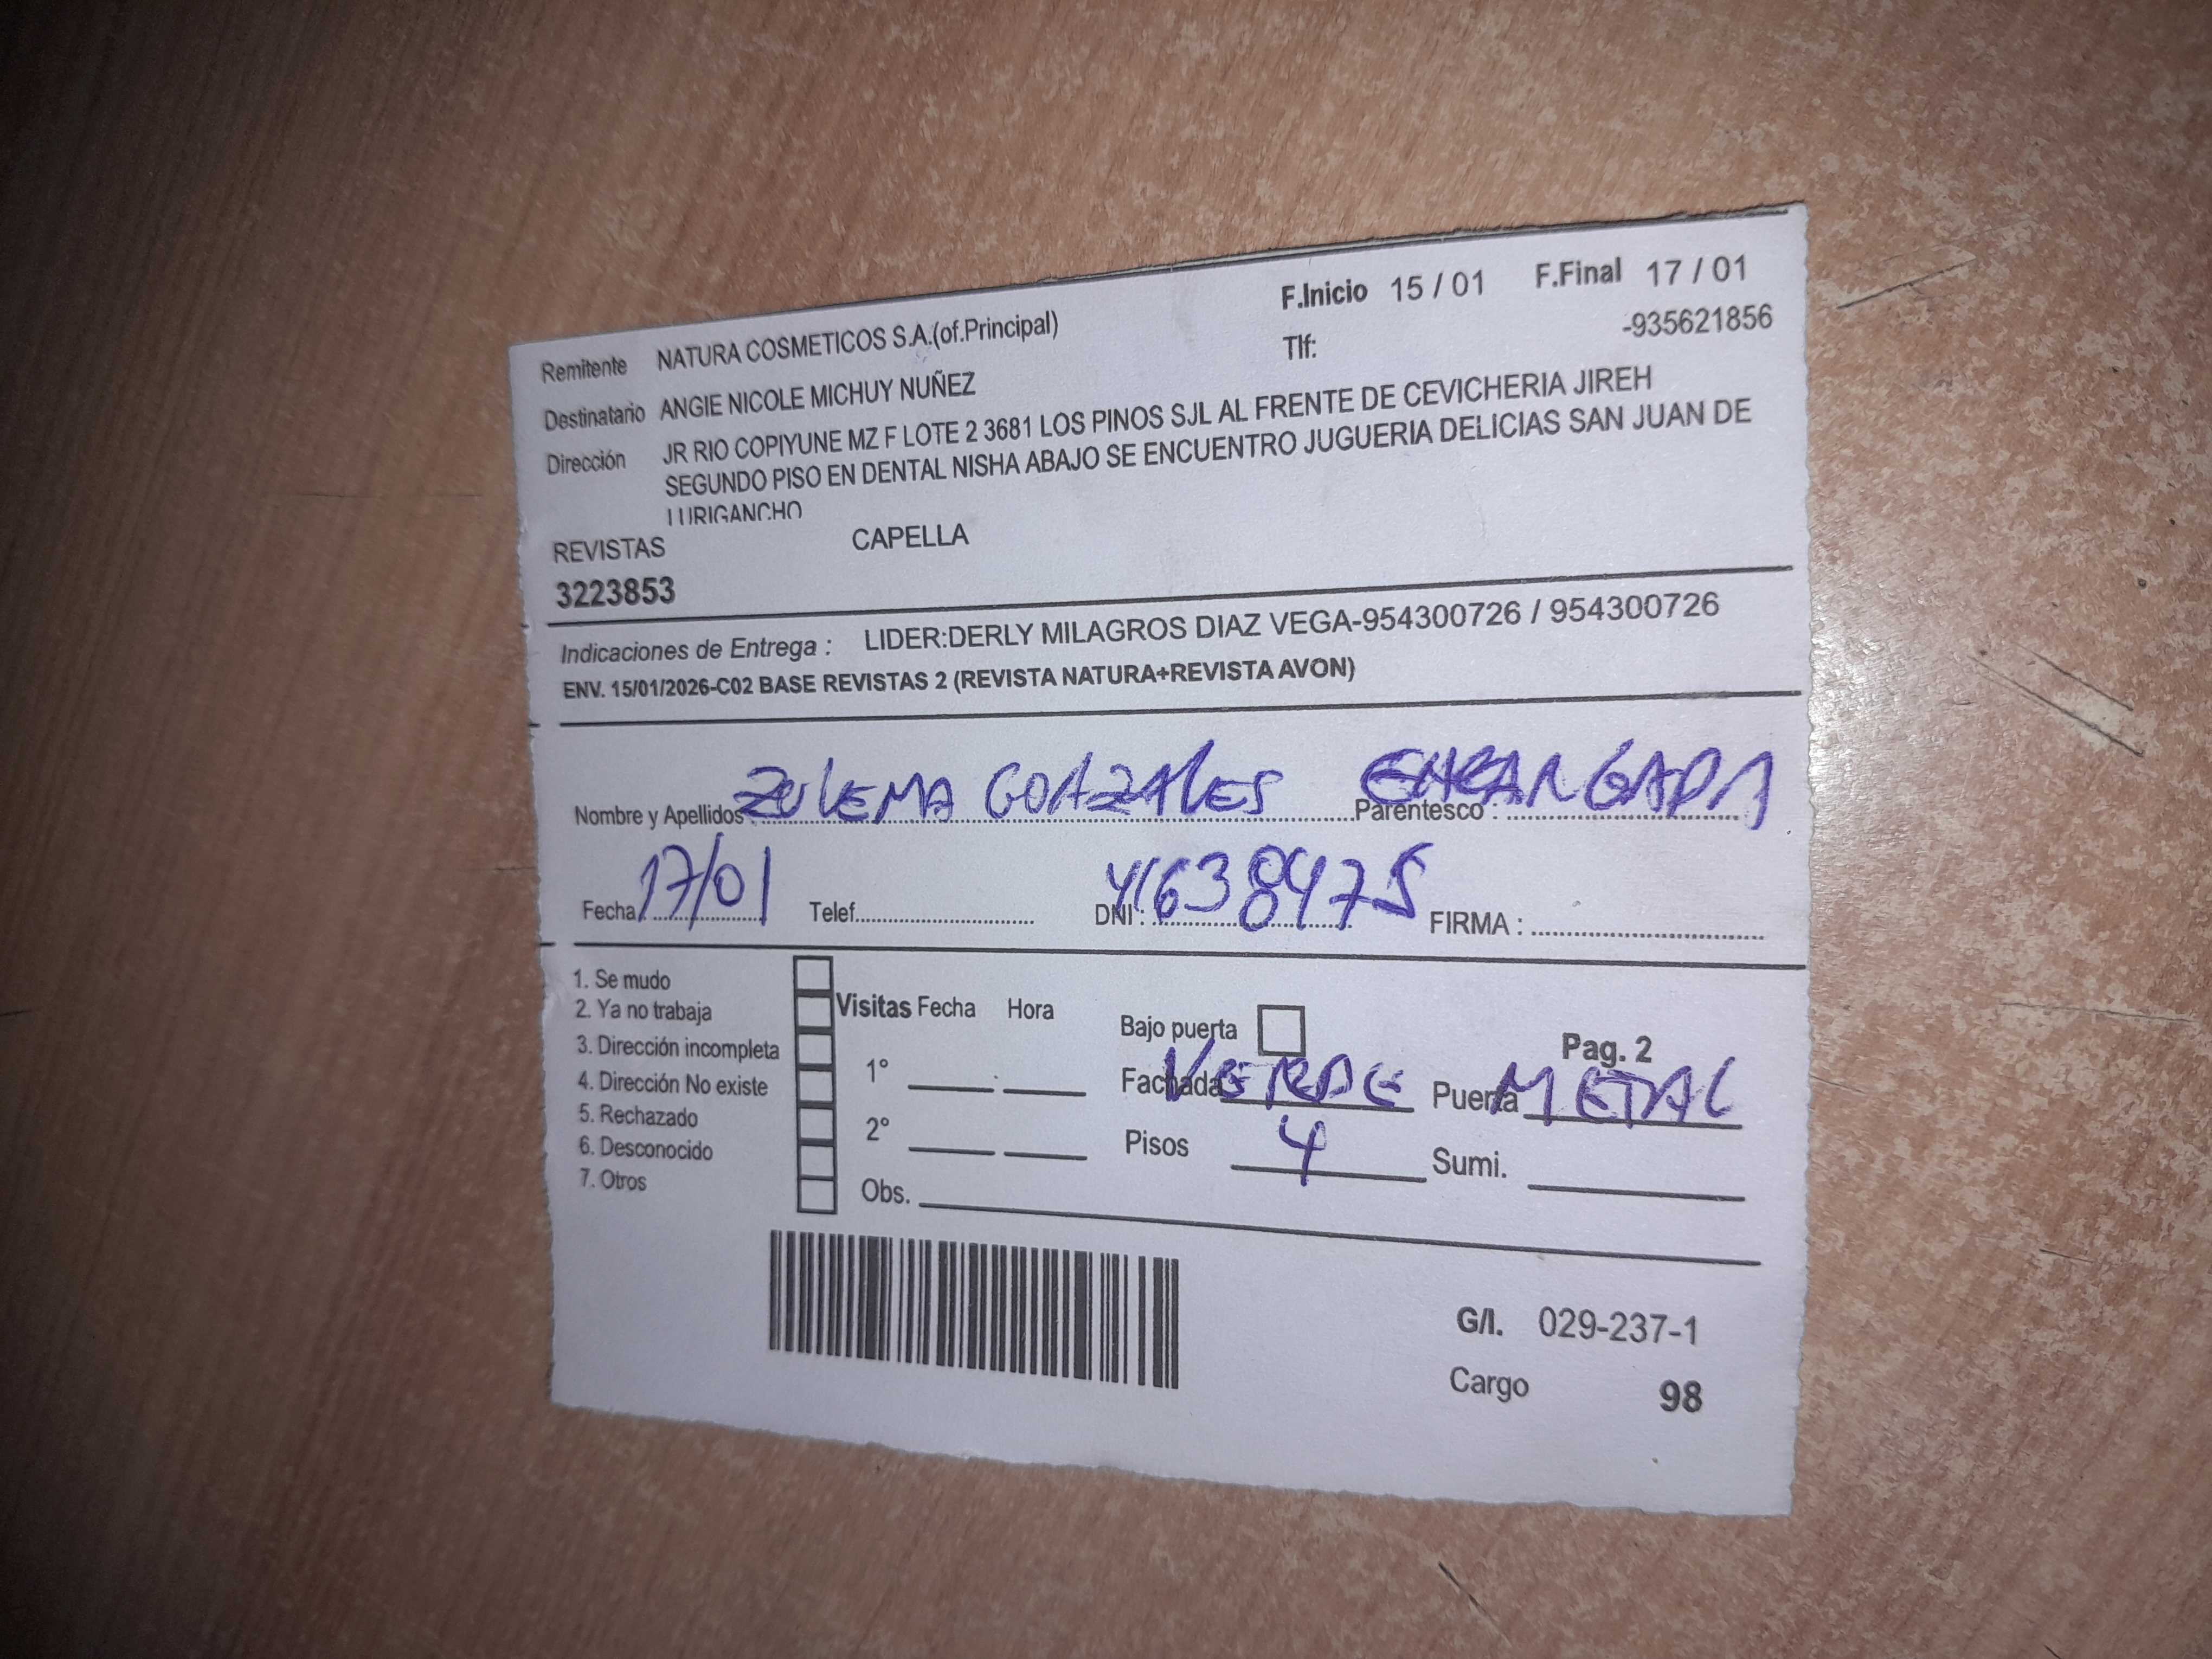 F.Inicio 15 / 01 F.Final 17 / 01
Remitente NATURA COSMETICOS S.A.(of.Principal) Tlf: -935621856
Destinatario ANGIE NICOLE MICHUY NUÑEZ
Dirección JR RIO COPIYUNE MZ F LOTE 2 3681 LOS PINOS SJL AL FRENTE DE CEVICHERIA JIREH
SEGUNDO PISO EN DENTAL NISHA ABAJO SE ENCUENTRO JUGUERIA DELICIAS SAN JUAN DE
LURIGANCHO
REVISTAS CAPELLA
3223853
Indicaciones de Entrega : LIDER:DERLY MILAGROS DIAZ VEGA-954300726 / 954300726
ENV. 15/01/2026-C02 BASE REVISTAS 2 (REVISTA NATURA+REVISTA AVON)
Nombre y Apellidos ZULEMA GONZALES Parentesco : ENCARGADA
Fecha 17/01 Telef. DNI : 41638475 FIRMA :
1. Se mudo
2. Ya no trabaja
3. Dirección incompleta
4. Dirección No existe
5. Rechazado
6. Desconocido
7. Otros
Visitas Fecha Hora
1°
2°
Obs.
Bajo puerta Pag. 2
Fachada VERDE Puerta METAL
Pisos 4 Sumi.
G/I. 029-237-1
Cargo 98